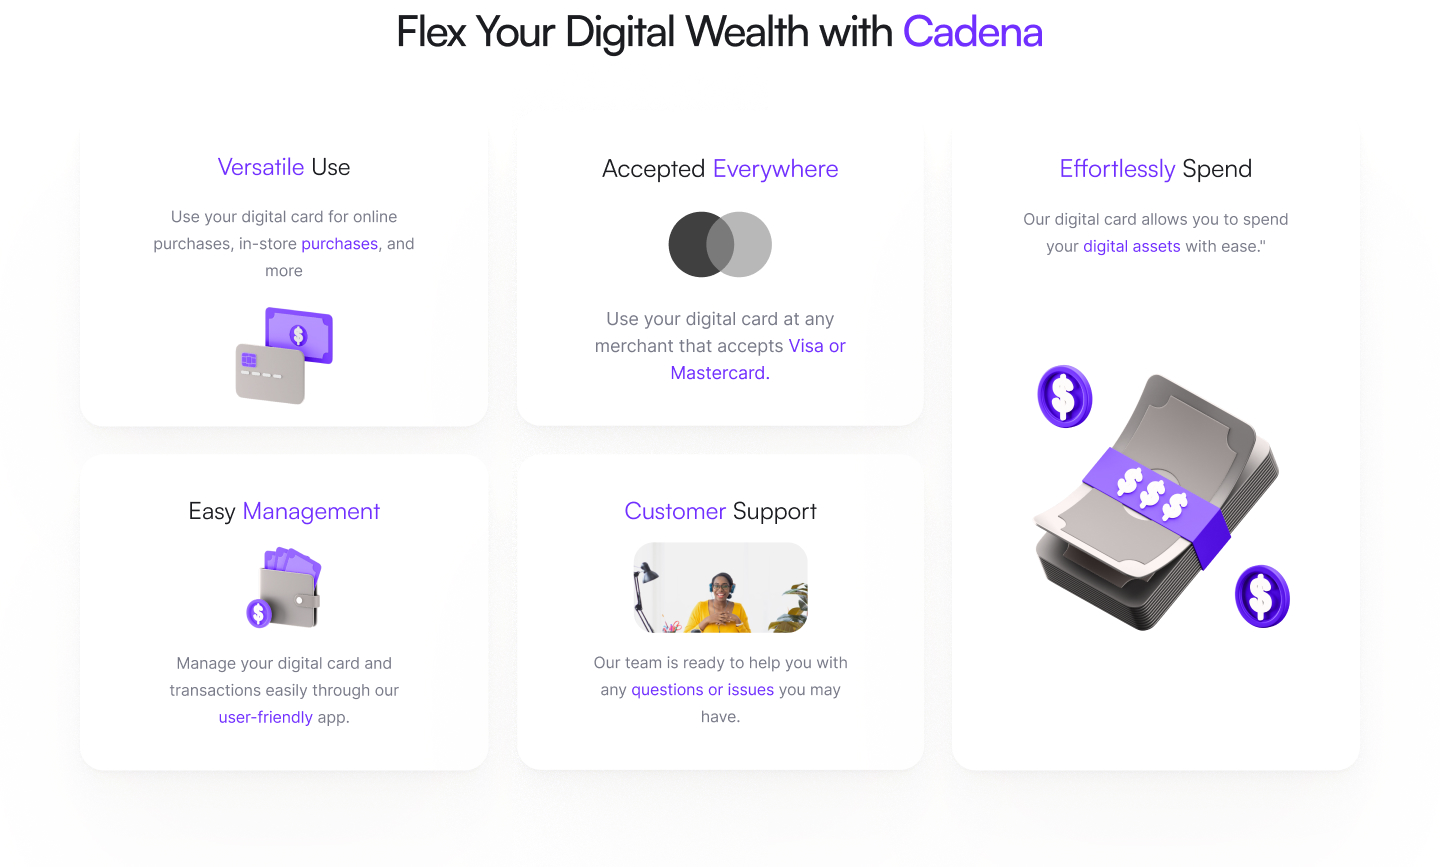 Flex Your Digital Wealth with Cadena
Versatile Use
Use your digital card for online
purchases, in-store purchases, and
more
Accepted Everywhere
Use your digital card at any
merchant that accepts Visa or
Mastercard.
Effortlessly Spend
Our digital card allows you to spend
your digital assets with ease."
$
$
$ $ $
$
Easy Management
$
Manage your digital card and
transactions easily through our
user-friendly app.
Customer Support
Our team is ready to help you with
any questions or issues you may
have.